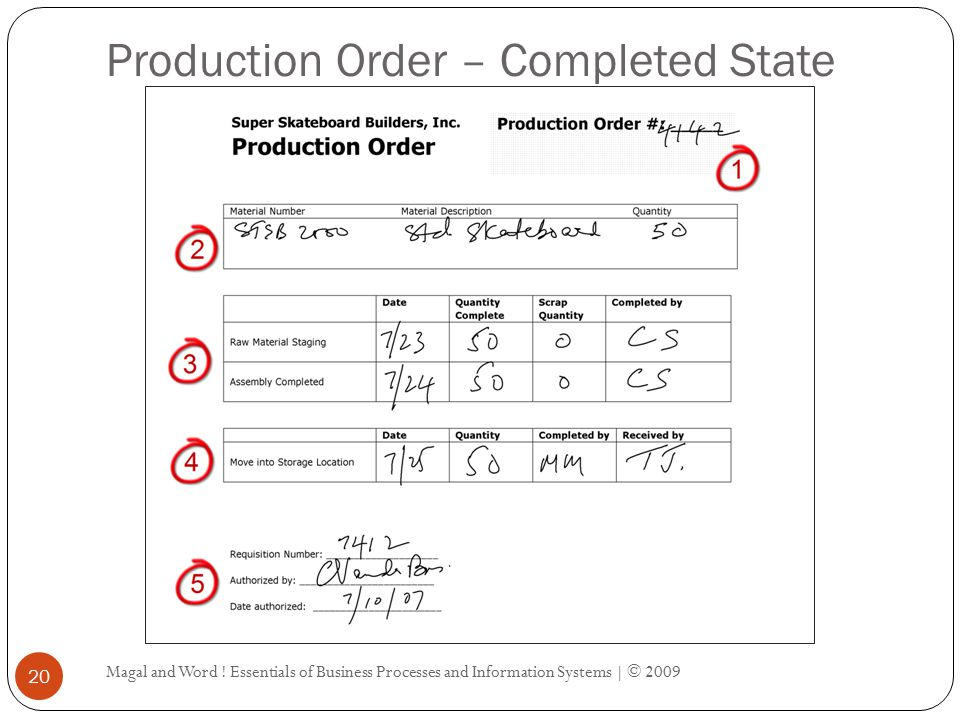 Production Order – Completed State
Super Skateboard Builders, Inc.
Production Order #: 4142
Production Order
1
Material Number Material Description Quantity
2
STSB 2000 Std Skateboard 50
Date Quantity Complete Scrap Quantity Completed by
Raw Material Staging 7/23 50 0 CS
3
Assembly Completed 7/24 50 0 CS
Date Quantity Completed by Received by
4
Move into Storage Location 7/25 50 MM TJ.
Requisition Number: 7412
5
Authorized by:
Date authorized: 7/10/07
20
Magal and Word ! Essentials of Business Processes and Information Systems | © 2009